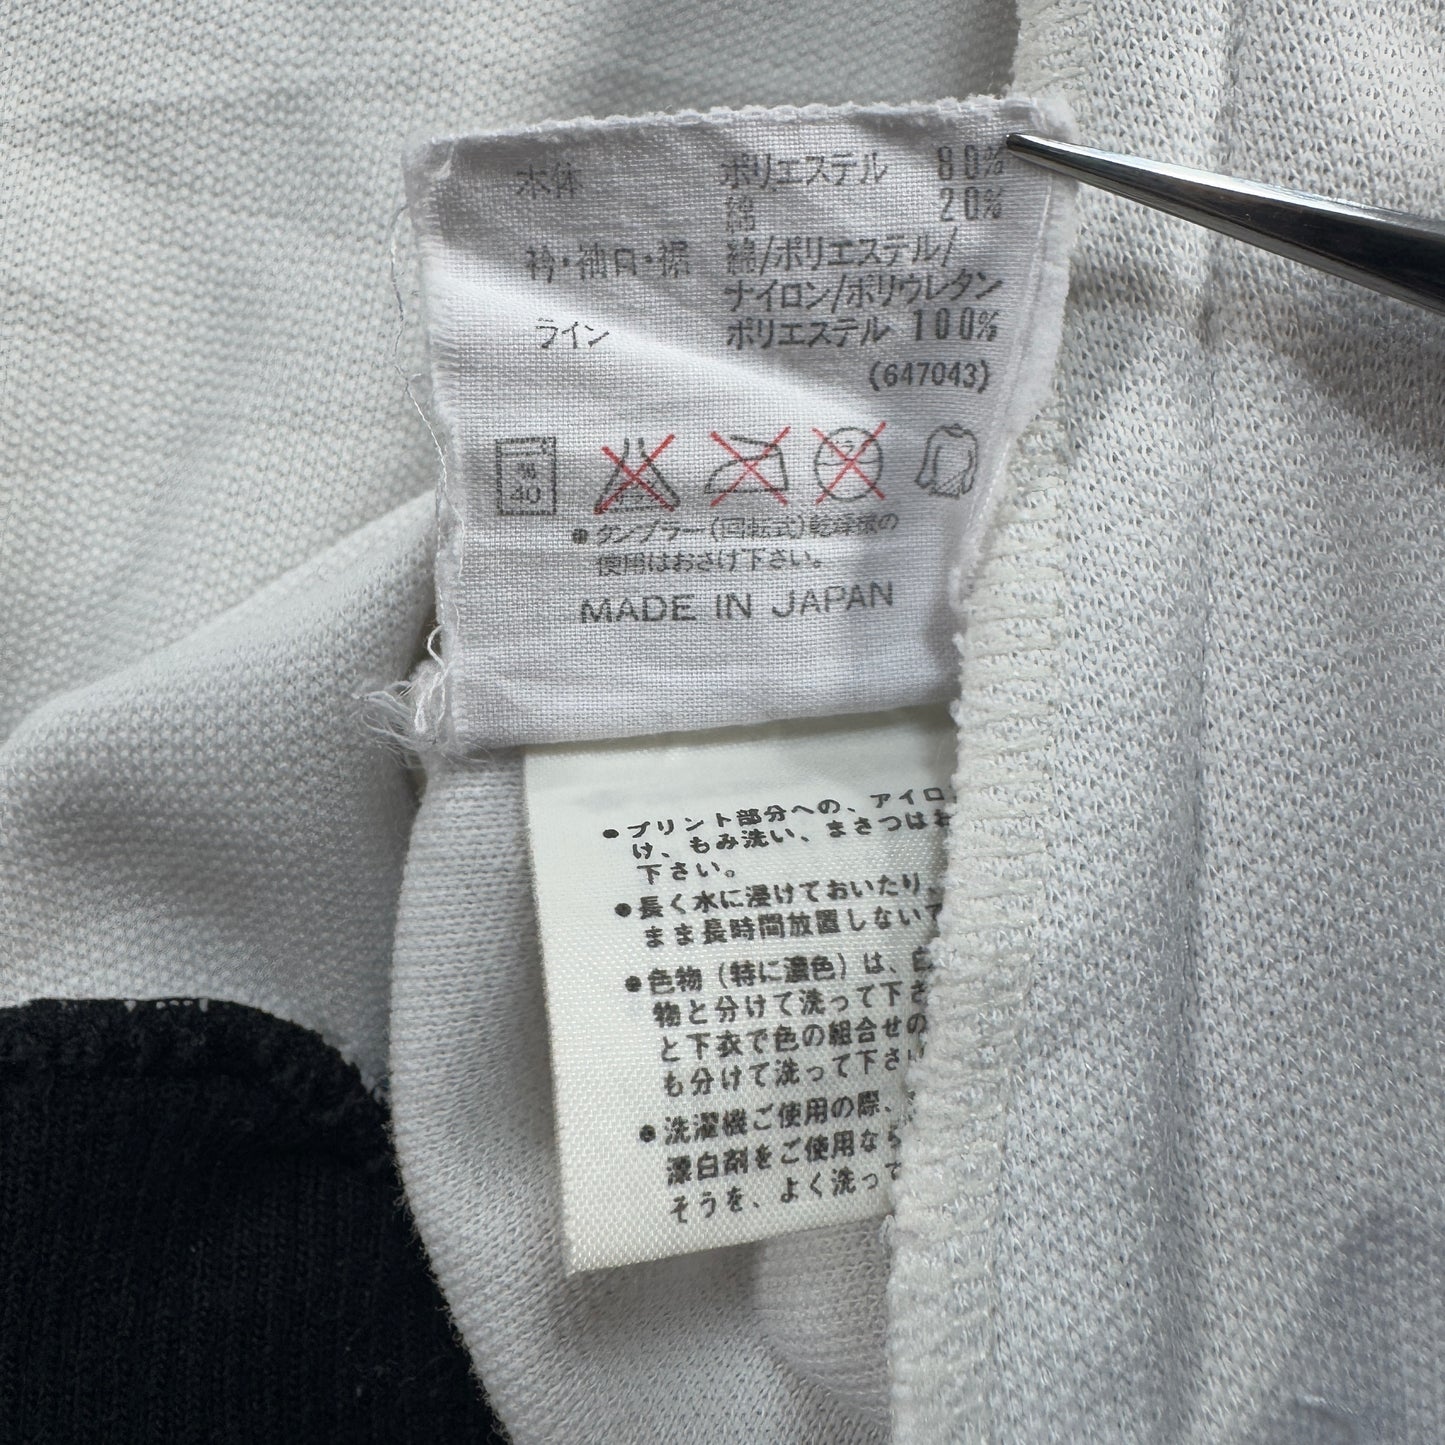 本体 ポリエステル 80%
綿 20%
衿・袖口・裾 綿/ポリエステル/
ナイロン/ポリウレタン
ライン ポリエステル 100%
(647043)
40
●タンブラー(回転式)乾燥機の
使用はおさけ下さい。
MADE IN JAPAN
●プリント部分への、アイロ
け、もみ洗い、まさつはお
下さい。
●長く水に浸けておいたり、
まま長時間放置しないで
●色物(特に濃色)は、白
物と分けて洗って下さ
と下衣で色の組合せの
も分けて洗って下さい
●洗濯機ご使用の際、
漂白剤をご使用なら
そうを、よく洗って